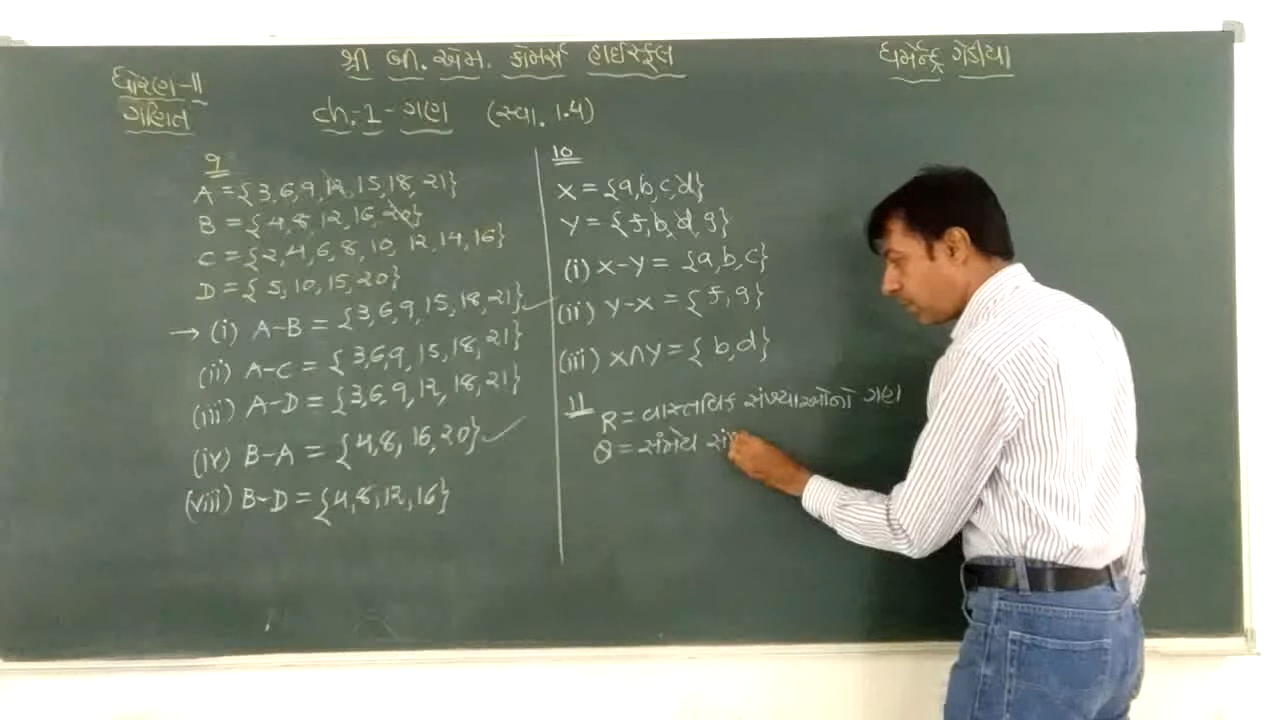 શ્રી બી. એમ. કોમર્સ હાઈસ્કૂલ
ધર્મેન્દ્ર ગેડીયા
ધોરણ-11
ગણિત
ch.-1-ગણ (સ્વા. 1.4)
9
A = {3,6,9,12,15,18,21}
B = {4,8,12,16,20}
C = {2,4,6,8,10,12,14,16}
D = {5,10,15,20}
→ (i) A-B = {3,6,9,15,18,21} ✓
(ii) A-C = {3,6,9,15,18,21}
(iii) A-D = {3,6,9,12,18,21}
(iv) B-A = {4,8,16,20} ✓
(viii) B-D = {4,8,12,16}
10
X = {a,b,c,d}
Y = {f,b,d,g}
(i) X-Y = {a,b,c}
(ii) Y-X = {f,g}
(iii) X∩Y = {b,d}
11
R = વાસ્તવિક સંખ્યાઓનો ગણ
Q = સંમેય સં